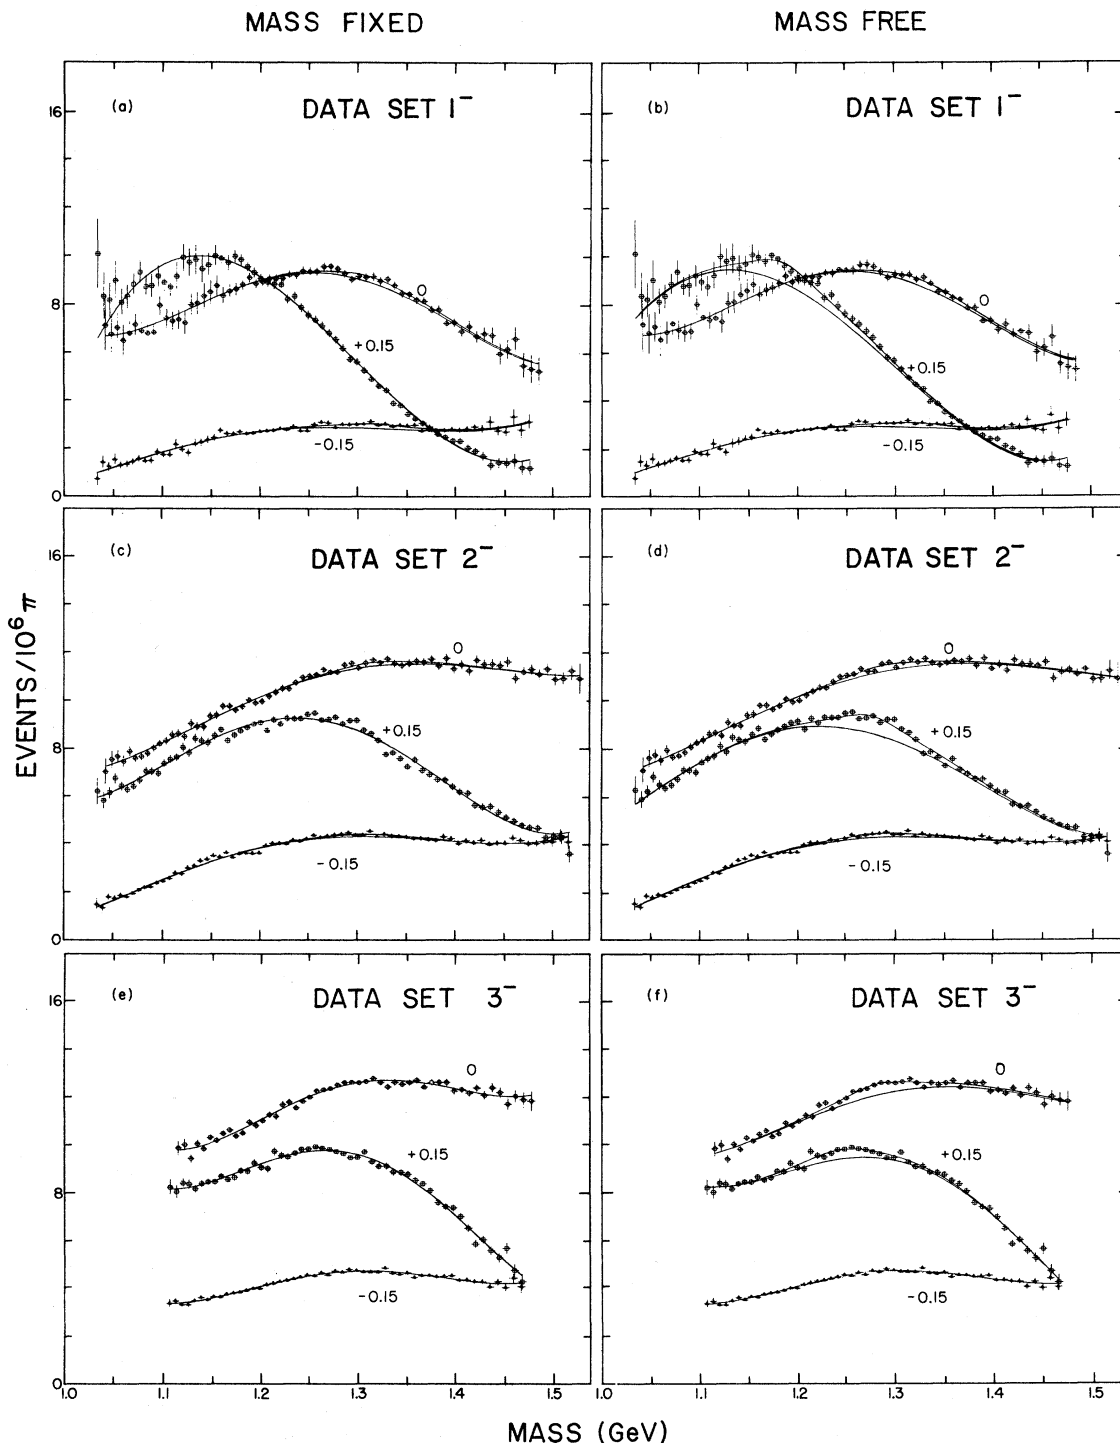 MASS FIXED
MASS FREE
(a)
DATA SET 1⁻
16
8
0
0
+0.15
-0.15
(b)
DATA SET 1⁻
0
+0.15
-0.15
(c)
DATA SET 2⁻
16
8
0
0
+0.15
-0.15
(d)
DATA SET 2⁻
0
+0.15
-0.15
(e)
DATA SET 3⁻
16
8
0
0
+0.15
-0.15
(f)
DATA SET 3⁻
0
+0.15
-0.15
EVENTS/10⁶π
1.0 1.1 1.2 1.3 1.4 1.5
1.0 1.1 1.2 1.3 1.4 1.5
MASS (GeV)